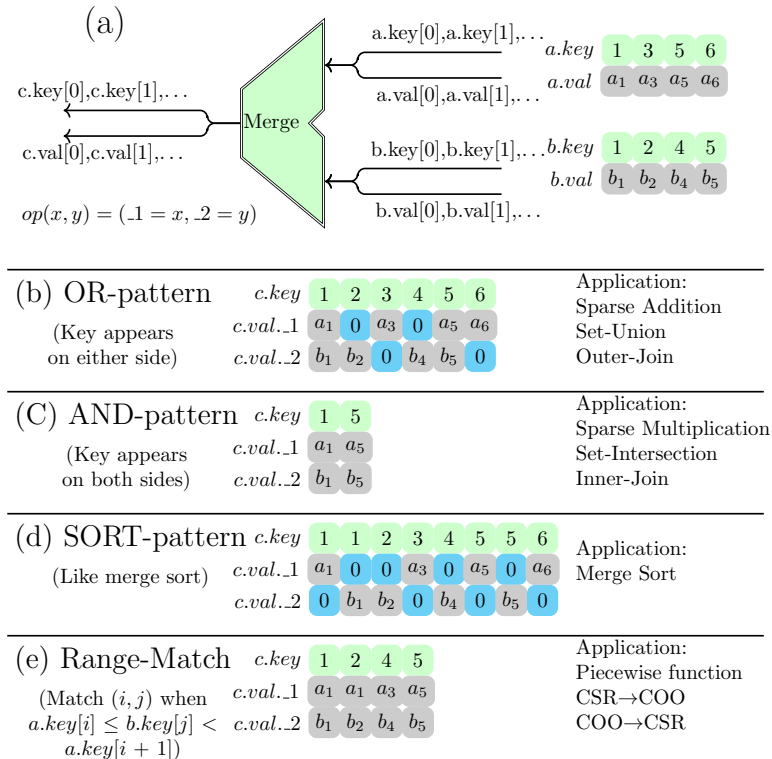 (a)
a.key[0],a.key[1],...
a.val[0],a.val[1],...
a.key 1 3 5 6
a.val a1 a3 a5 a6
c.key[0],c.key[1],...
c.val[0],c.val[1],...
Merge
b.key[0],b.key[1],...
b.val[0],b.val[1],...
b.key 1 2 4 5
b.val b1 b2 b4 b5
op(x, y) = (_1 = x, _2 = y)
(b) OR-pattern
(Key appears
on either side)
c.key 1 2 3 4 5 6
c.val._1 a1 0 a3 0 a5 a6
c.val._2 b1 b2 0 b4 b5 0
Application:
Sparse Addition
Set-Union
Outer-Join
(C) AND-pattern
(Key appears
on both sides)
c.key 1 5
c.val._1 a1 a5
c.val._2 b1 b5
Application:
Sparse Multiplication
Set-Intersection
Inner-Join
(d) SORT-pattern
(Like merge sort)
c.key 1 1 2 3 4 5 5 6
c.val._1 a1 0 0 a3 0 a5 0 a6
c.val._2 0 b1 b2 0 b4 0 b5 0
Application:
Merge Sort
(e) Range-Match
(Match (i, j) when
a.key[i] ≤ b.key[j] <
a.key[i + 1])
c.key 1 2 4 5
c.val._1 a1 a1 a3 a5
c.val._2 b1 b2 b4 b5
Application:
Piecewise function
CSR→COO
COO→CSR